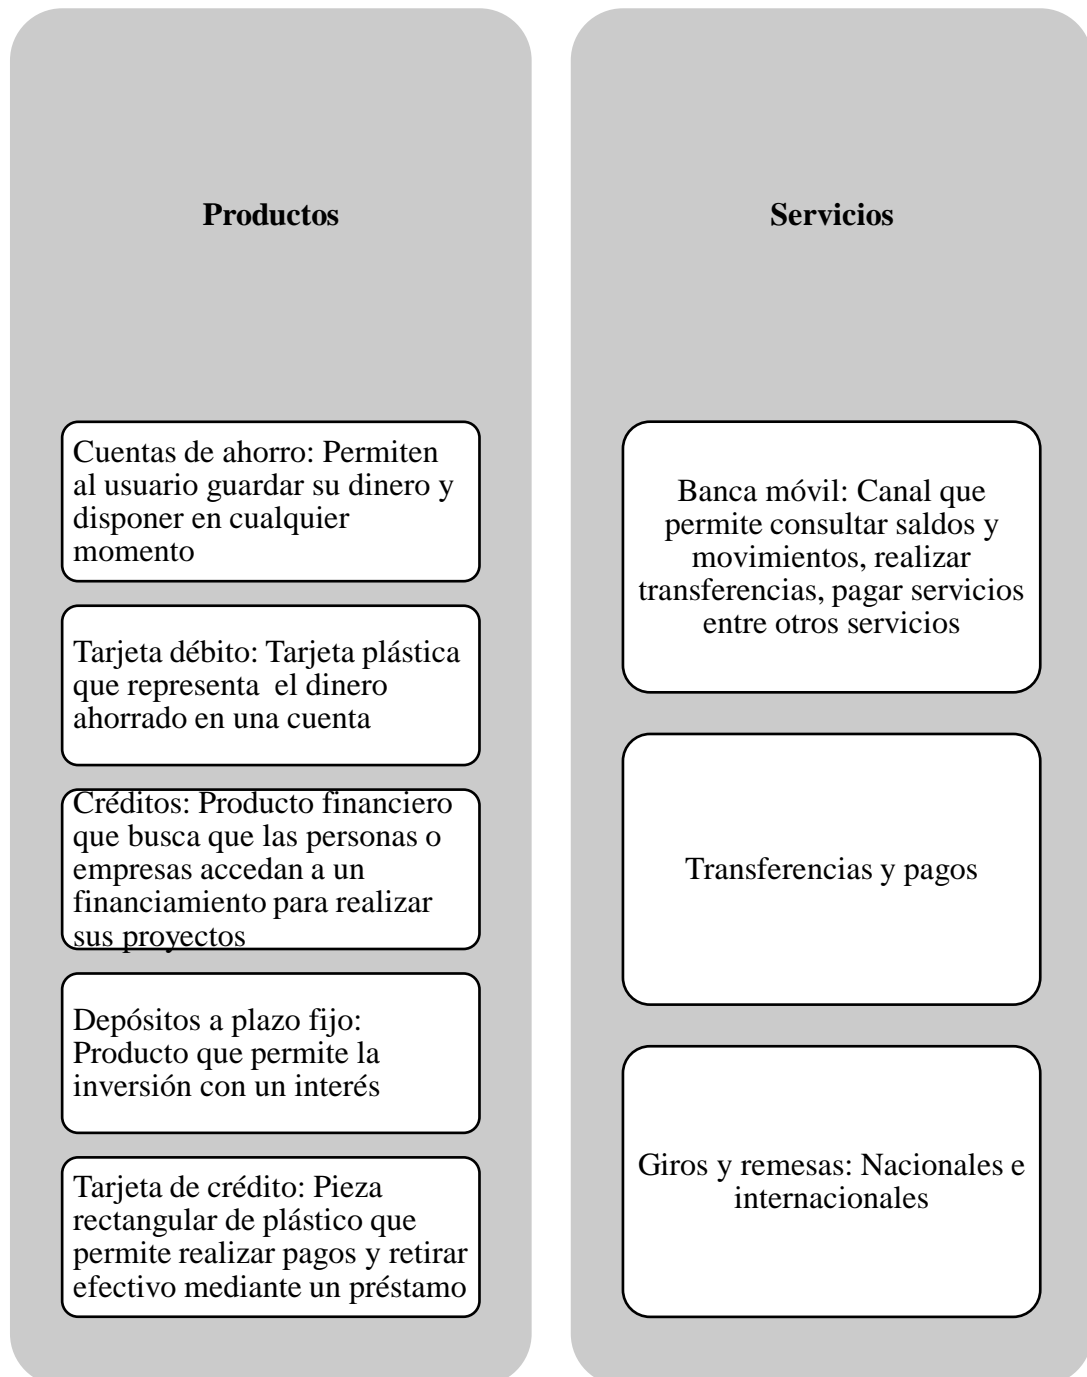 Productos
Cuentas de ahorro: Permiten
al usuario guardar su dinero y
disponer en cualquier
momento
Tarjeta débito: Tarjeta plástica
que representa  el dinero
ahorrado en una cuenta
Créditos: Producto financiero
que busca que las personas o
empresas accedan a un
financiamiento para realizar
sus proyectos
Depósitos a plazo fijo:
Producto que permite la
inversión con un interés
Tarjeta de crédito: Pieza
rectangular de plástico que
permite realizar pagos y retirar
efectivo mediante un préstamo
Servicios
Banca móvil: Canal que
permite consultar saldos y
movimientos, realizar
transferencias, pagar servicios
entre otros servicios
Transferencias y pagos
Giros y remesas: Nacionales e
internacionales